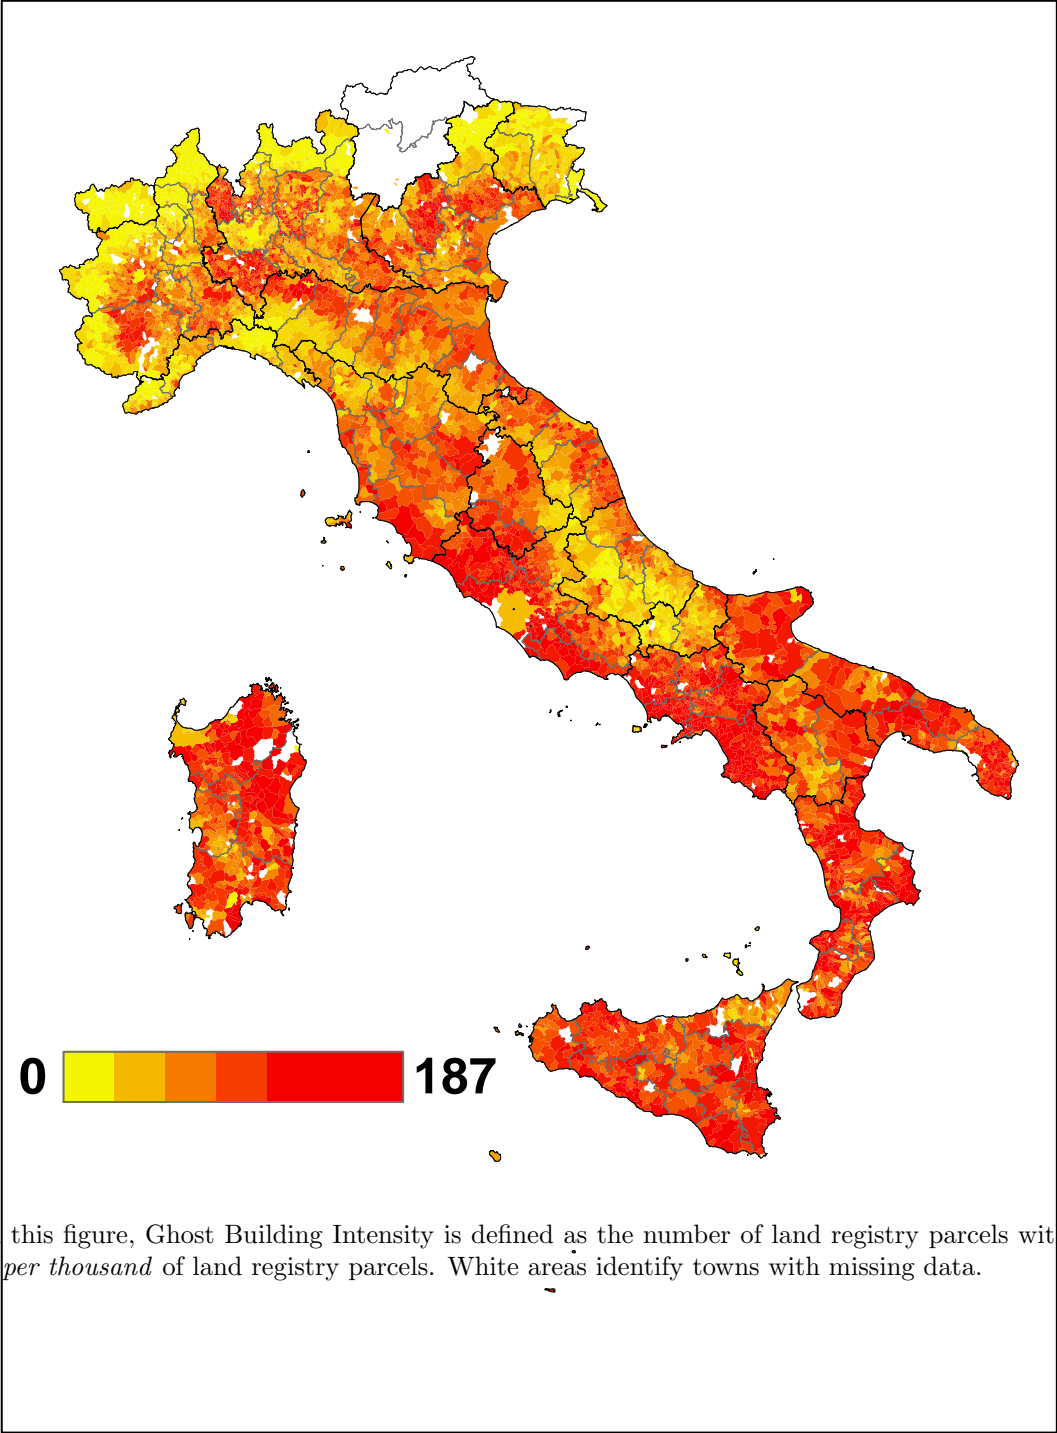 0 187
this figure, Ghost Building Intensity is defined as the number of land registry parcels wit
per thousand of land registry parcels. White areas identify towns with missing data.